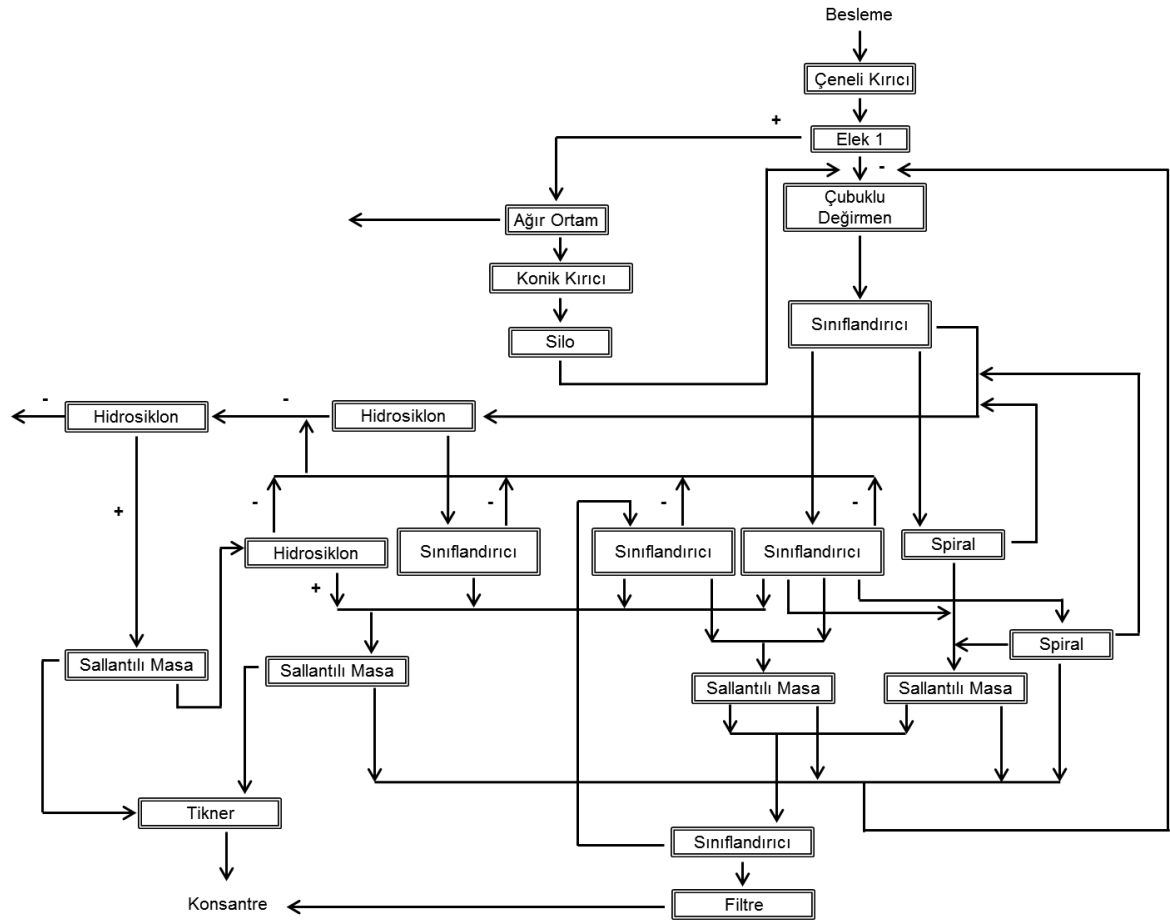 Besleme
Çeneli Kırıcı
+
Elek 1
-
Çubuklu
Değirmen
Ağır Ortam
Konik Kırıcı
Sınıflandırıcı
Silo
-
-
Hidrosiklon
Hidrosiklon
+
-
-
-
-
Hidrosiklon
Sınıflandırıcı
Sınıflandırıcı
Sınıflandırıcı
Spiral
+
Spiral
Sallantılı Masa
Sallantılı Masa
Sallantılı Masa
Sallantılı Masa
Tikner
Sınıflandırıcı
Konsantre
Filtre